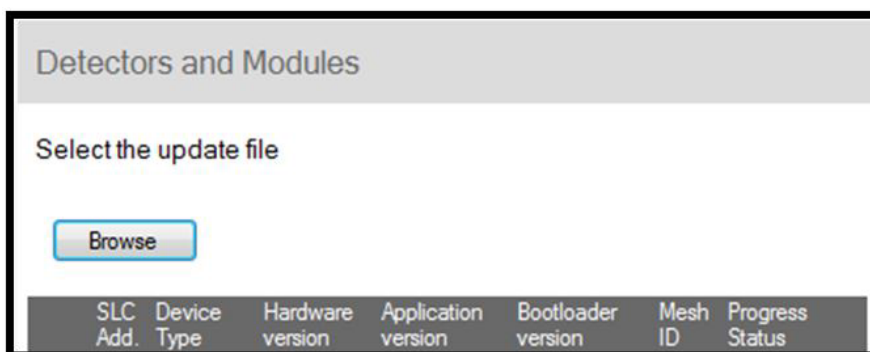 Detectors and Modules
Select the update file
Browse
SLC Device Hardware Application Bootloader Mesh Progress
Add. Type version version version ID Status